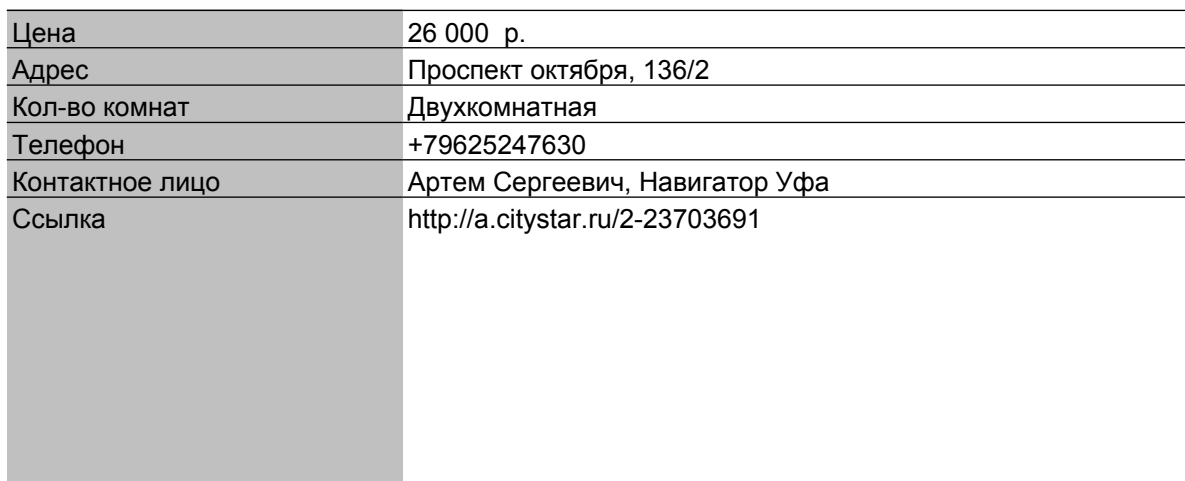 Цена 26 000 р.
Адрес Проспект октября, 136/2
Кол-во комнат Двухкомнатная
Телефон +79625247630
Контактное лицо Артем Сергеевич, Навигатор Уфа
Ссылка http://a.citystar.ru/2-23703691